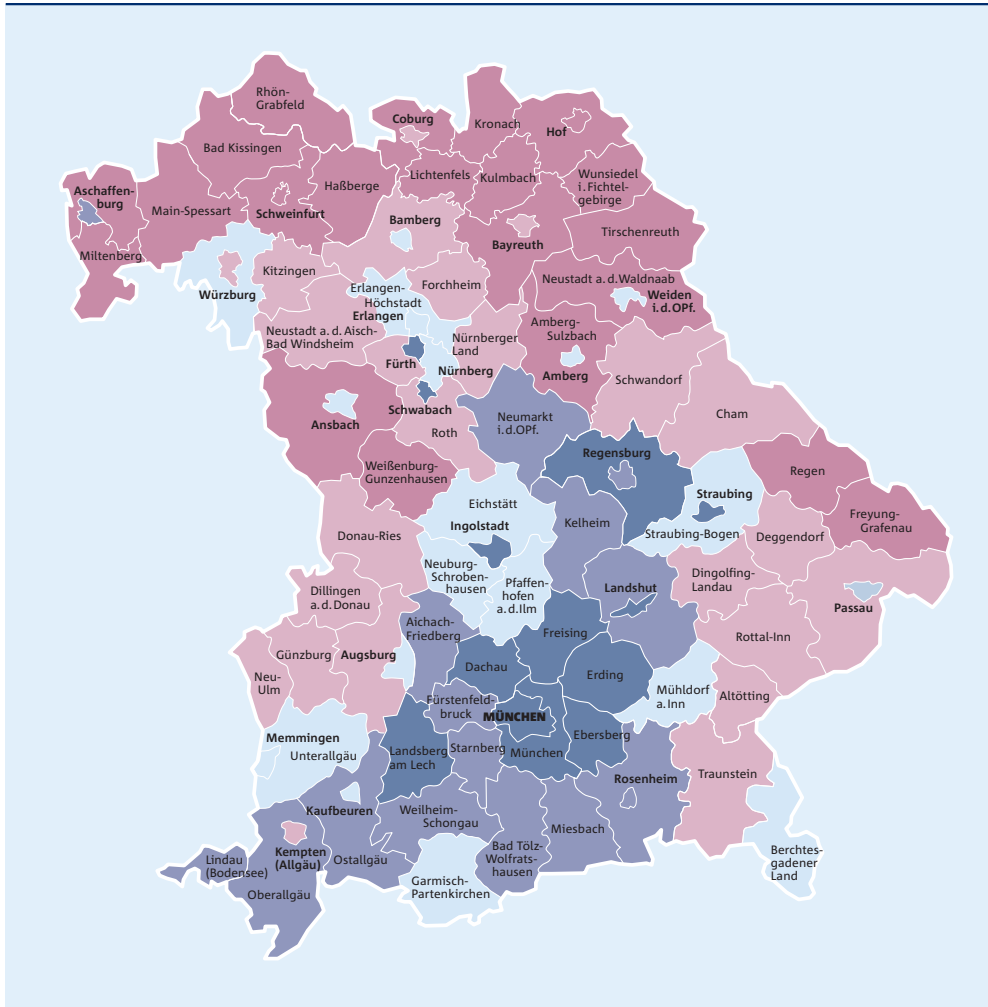 Rhön-
Grabfeld
Coburg
Kronach
Hof
Bad Kissingen
Lichtenfels
Kulmbach
Wunsiedel
i. Fichtel-
gebirge
Haßberge
Aschaffen-
burg
Main-Spessart
Schweinfurt
Bamberg
Bayreuth
Tirschenreuth
Miltenberg
Kitzingen
Würzburg
Erlangen-
Höchstadt
Erlangen
Forchheim
Neustadt a. d. Waldnaab
Weiden
i. d. OPf.
Neustadt a. d. Aisch-
Bad Windsheim
Nürnberger
Land
Amberg-
Sulzbach
Fürth
Nürnberg
Amberg
Schwandorf
Ansbach
Schwabach
Roth
Neumarkt
i. d. OPf.
Cham
Weißenburg-
Gunzenhausen
Regensburg
Regen
Eichstätt
Straubing
Ingolstadt
Kelheim
Straubing-Bogen
Freyung-
Grafenau
Donau-Ries
Deggendorf
Neuburg-
Schroben-
hausen
Pfaffen-
hofen
a. d. Ilm
Landshut
Dingolfing-
Landau
Dillingen
a. d. Donau
Passau
Aichach-
Friedberg
Freising
Rottal-Inn
Günzburg
Augsburg
Dachau
Erding
Neu-
Ulm
Mühldorf
a. Inn
Altötting
Fürstenfeld-
bruck
MÜNCHEN
Memmingen
Unterallgäu
Landsberg
am Lech
Starnberg
München
Ebersberg
Rosenheim
Traunstein
Kaufbeuren
Weilheim-
Schongau
Miesbach
Kempten
(Allgäu)
Ostallgäu
Bad Tölz-
Wolfrats-
hausen
Berchtes-
gadener
Land
Lindau
(Bodensee)
Oberallgäu
Garmisch-
Partenkirchen